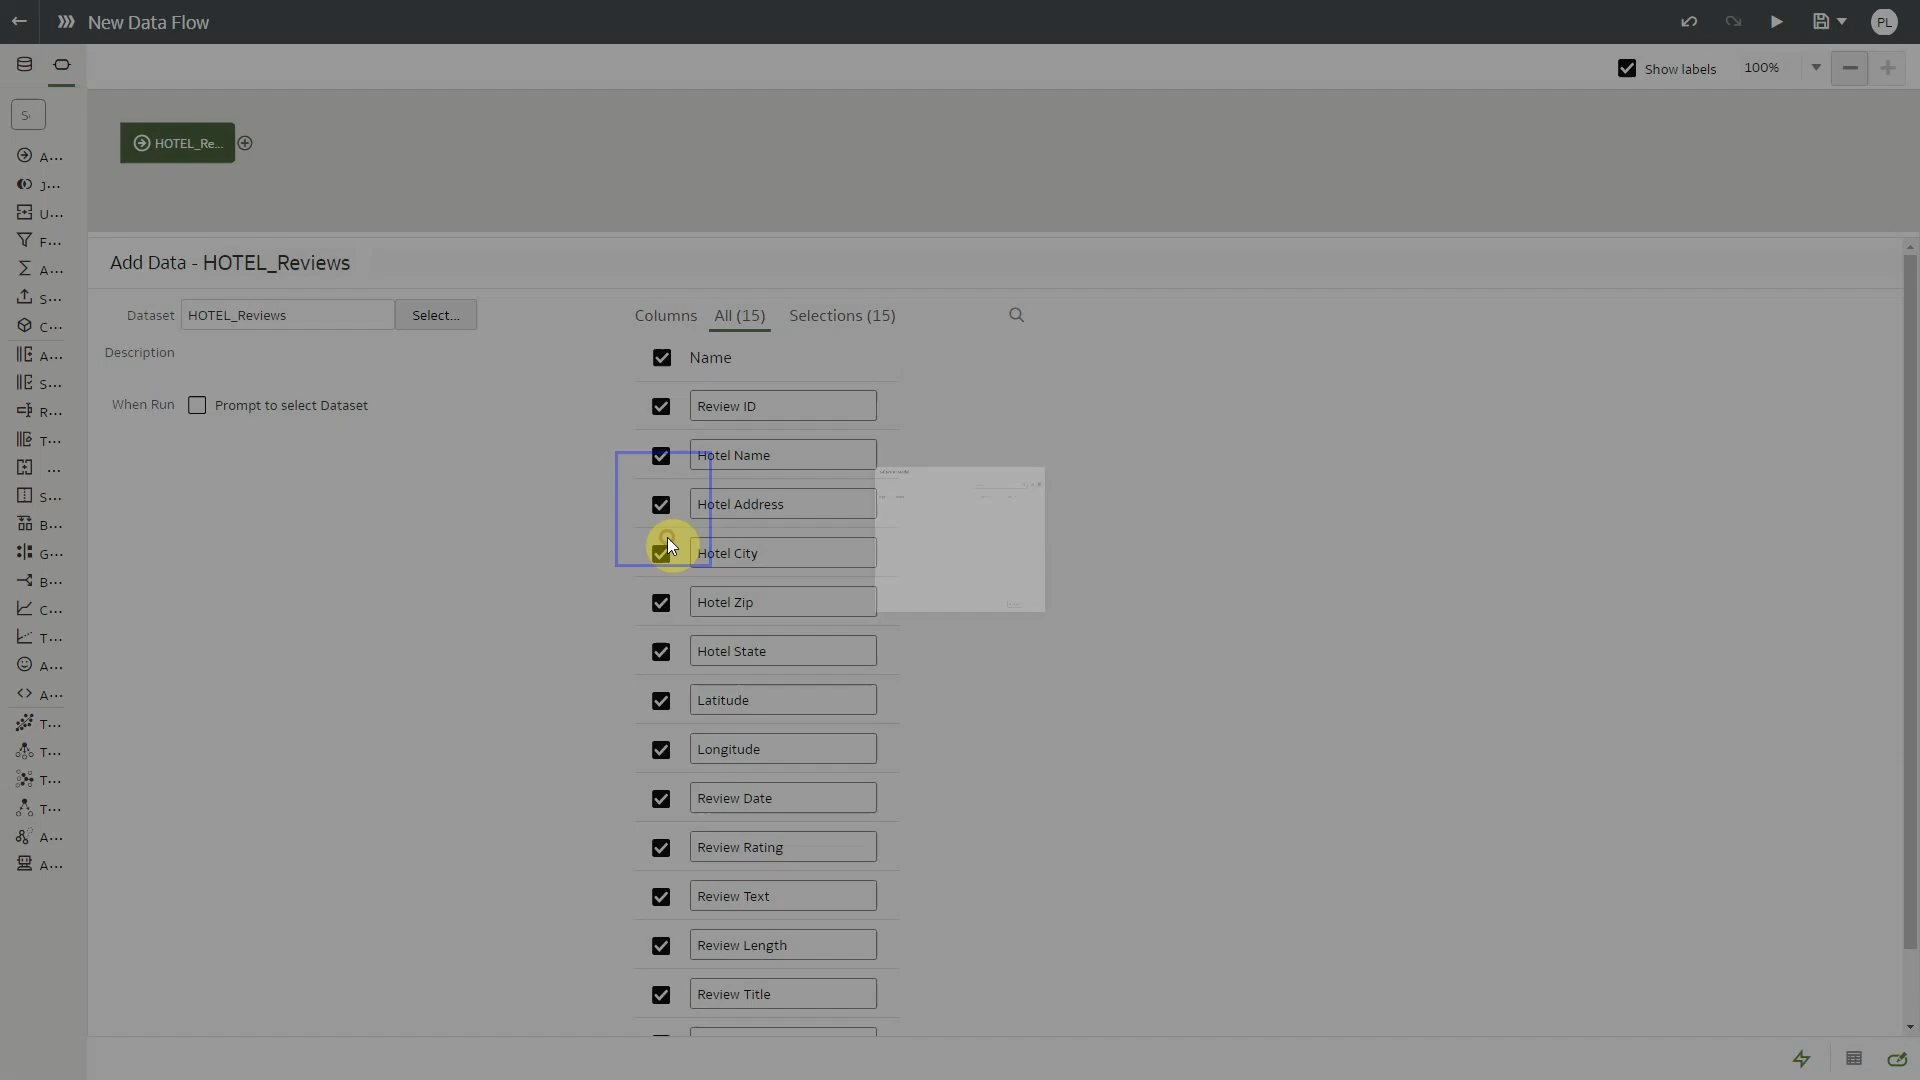 New Data Flow
PL
Show labels
100%
HOTEL_Re...
A...
J...
U...
F...
A...
S...
C...
A...
S...
R...
T...
...
S...
B...
G...
B...
C...
T...
A...
A...
T...
T...
T...
T...
A...
A...
Add Data - HOTEL_Reviews
Dataset HOTEL_Reviews Select...
Description
When Run Prompt to select Dataset
Columns All (15) Selections (15)
Name
Review ID
Hotel Name
Hotel Address
Hotel City
Hotel Zip
Hotel State
Latitude
Longitude
Review Date
Review Rating
Review Text
Review Length
Review Title